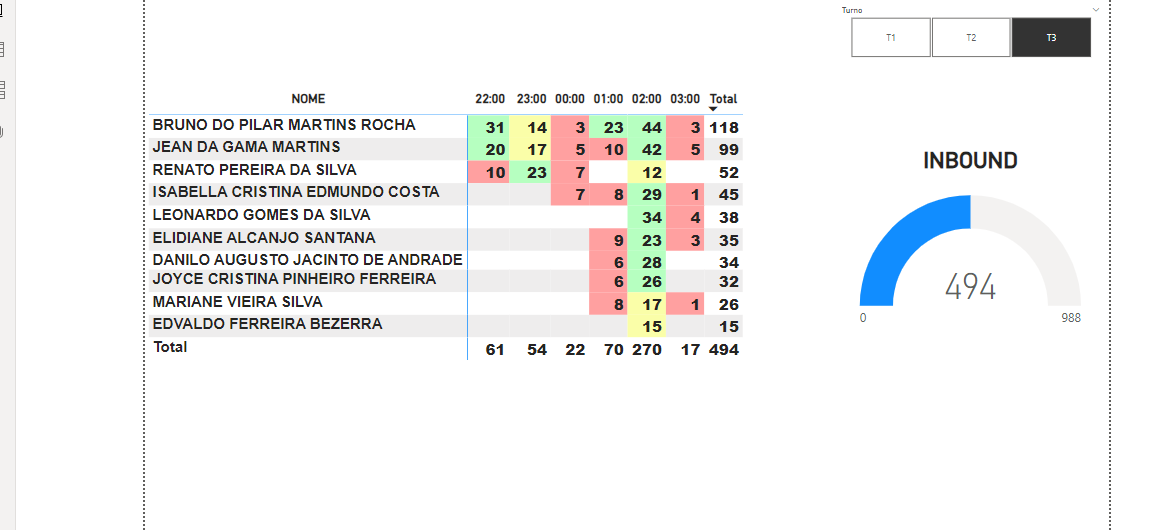 Turno
T1 T2 T3
NOME 22:00 23:00 00:00 01:00 02:00 03:00 Total
BRUNO DO PILAR MARTINS ROCHA 31 14 3 23 44 3 118
JEAN DA GAMA MARTINS 20 17 5 10 42 5 99
RENATO PEREIRA DA SILVA 10 23 7 12 52
ISABELLA CRISTINA EDMUNDO COSTA 7 8 29 1 45
LEONARDO GOMES DA SILVA 34 4 38
ELIDIANE ALCANJO SANTANA 9 23 3 35
DANILO AUGUSTO JACINTO DE ANDRADE 6 28 34
JOYCE CRISTINA PINHEIRO FERREIRA 6 26 32
MARIANE VIEIRA SILVA 8 17 1 26
EDVALDO FERREIRA BEZERRA 15 15
Total 61 54 22 70 270 17 494
INBOUND
494
0 988